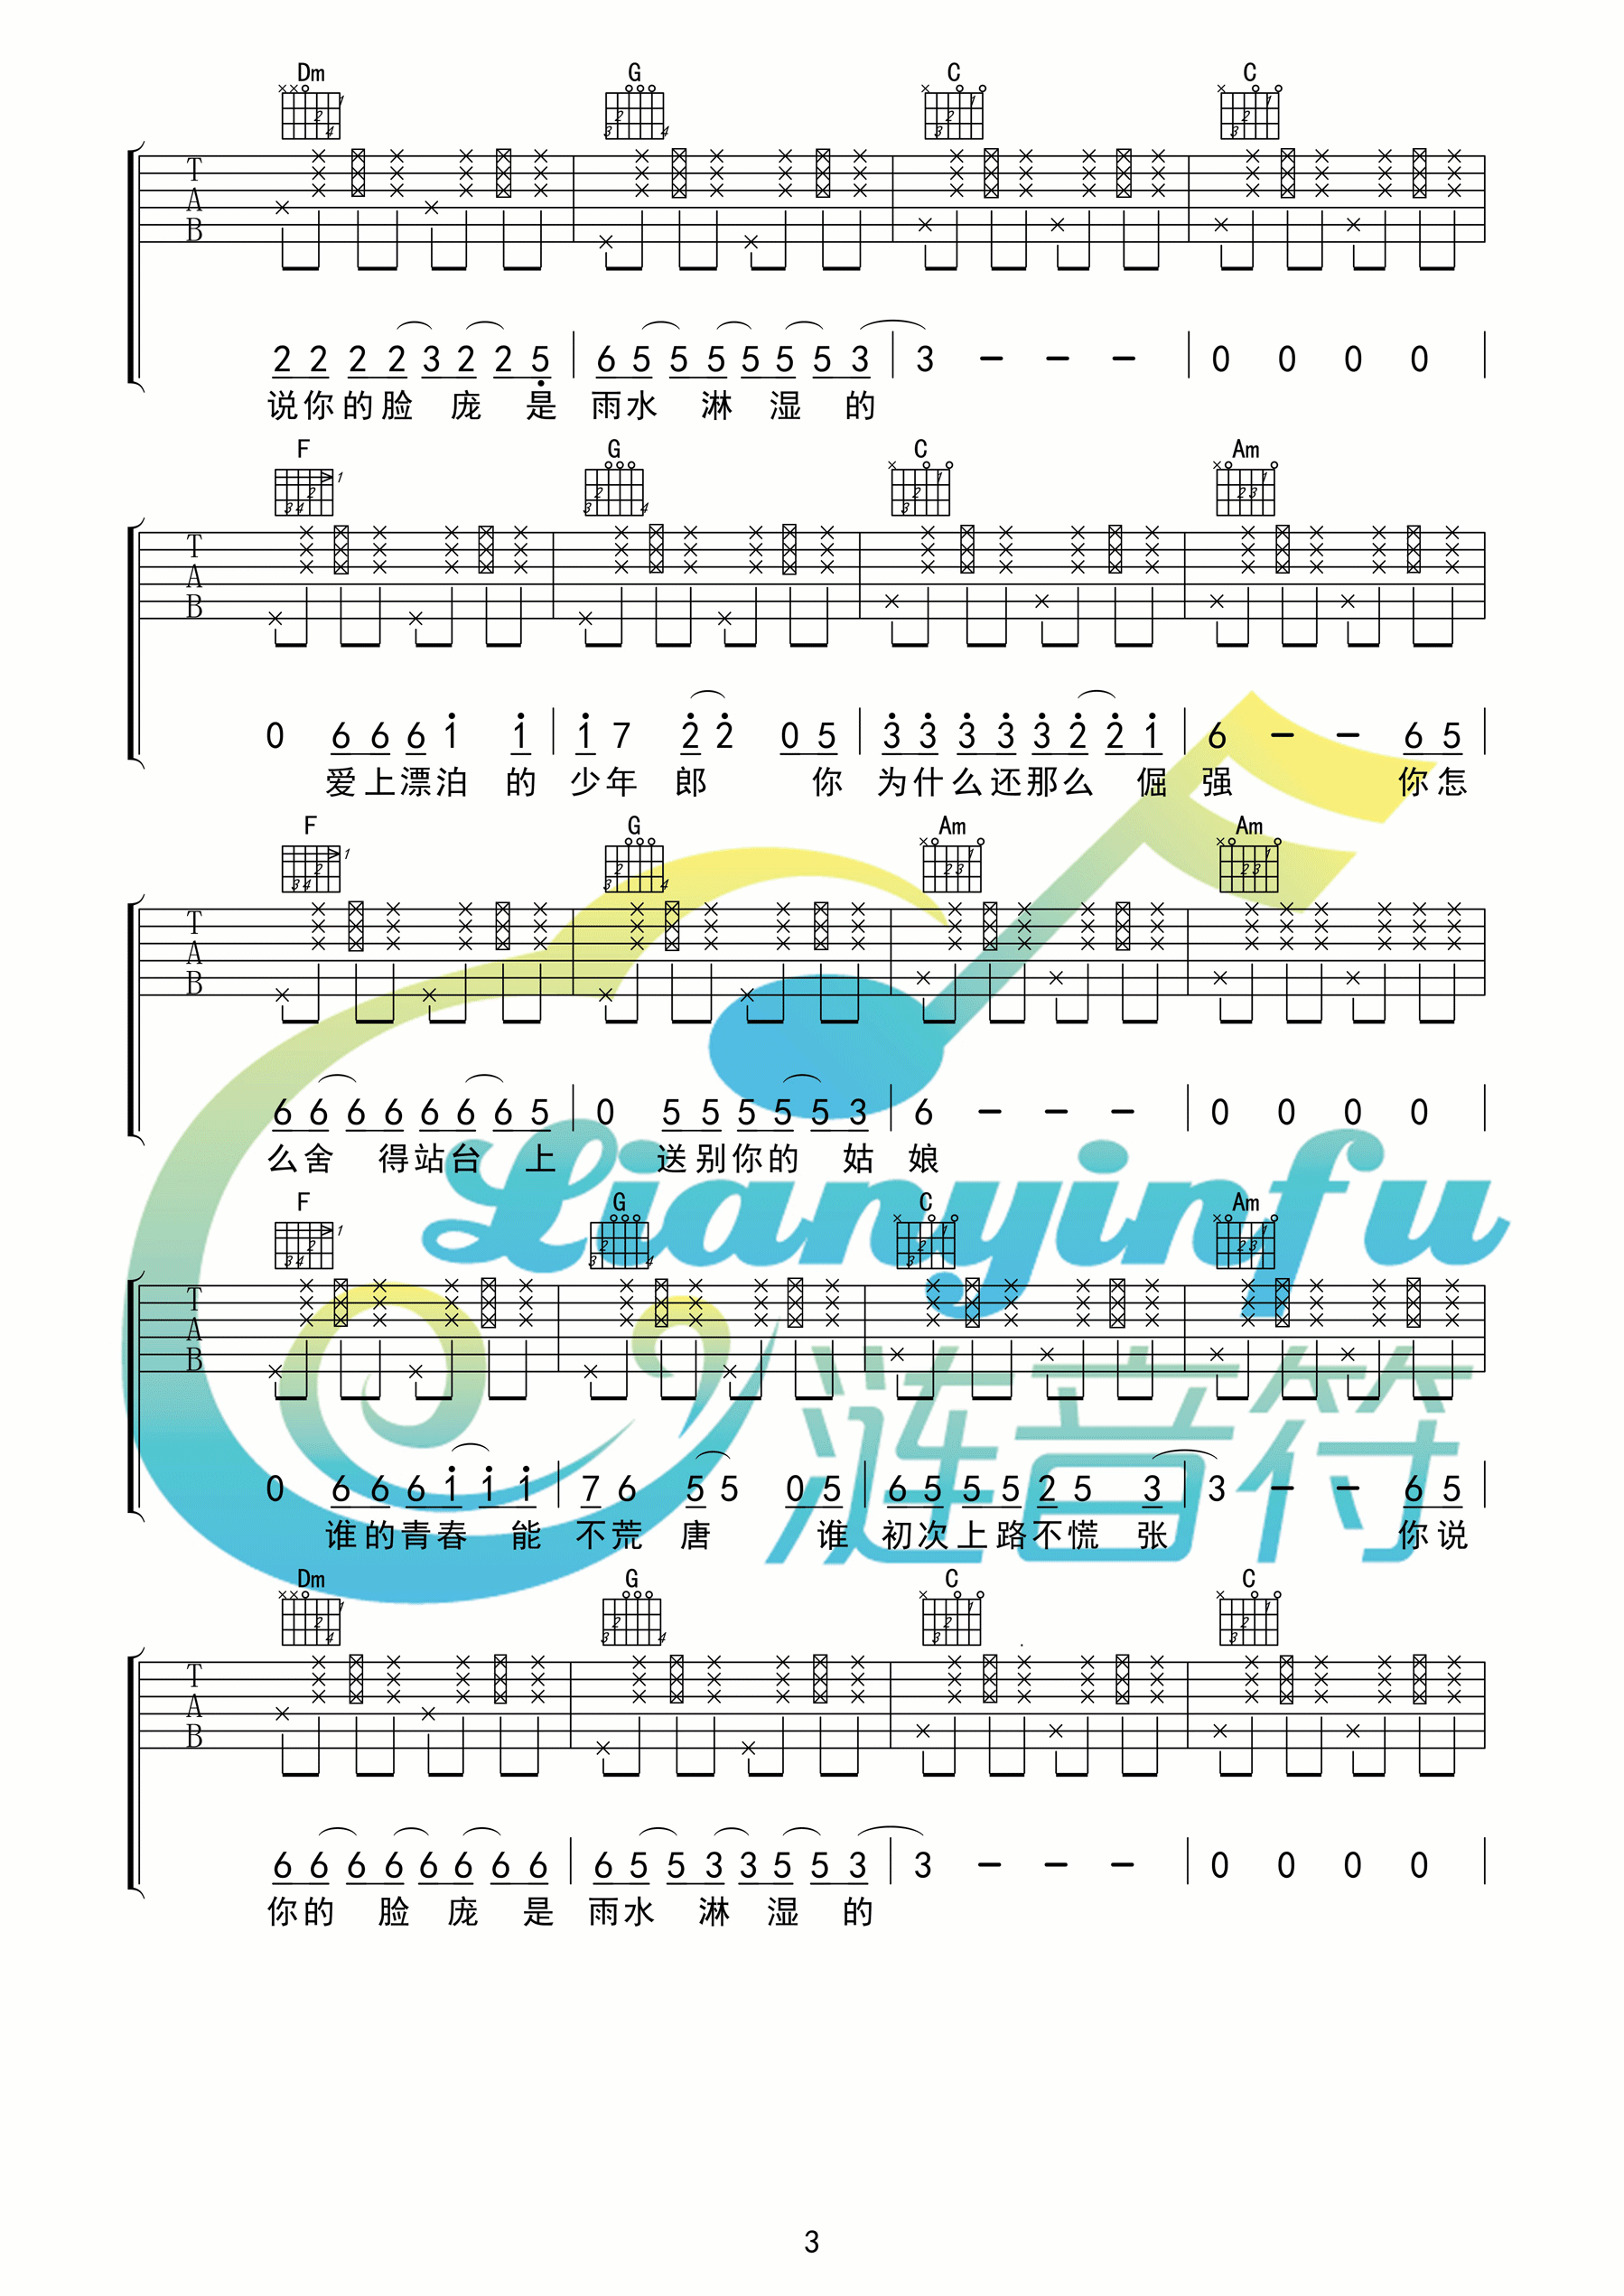 Dm G C C
T
A
B
2 2 2 2 3 2 2 5 | 6 5 5 5 5 5 5 3 | 3 - - - | 0 0 0 0 |
说你的脸 庞 是 雨水 淋 湿 的
F G C Am
T
A
B
0 6 6 6 1 1 | 1 7 2 2 0 5 | 3 3 3 3 3 2 2 1 | 6 - - 6 5 |
爱上漂泊 的 少年 郎 你 为什么还那么 倔 强 你怎
F G Am Am
T
A
B
6 6 6 6 6 6 6 5 | 0 5 5 5 5 5 3 | 6 - - - | 0 0 0 0 |
么舍 得站台 上 送别你的 姑 娘
Lianyinfu
F G C Am
T
A
B
涟音符
0 6 6 6 1 1 1 | 7 6 5 5 0 5 | 6 5 5 5 2 5 3 | 3 - - 6 5 |
谁的青春 能 不荒 唐 谁 初次上路不慌 张 你说
Dm G C C
T
A
B
6 6 6 6 6 6 6 6 | 6 5 5 3 3 5 5 3 | 3 - - - | 0 0 0 0 |
你的 脸 庞 是 雨水 淋 湿 的
3